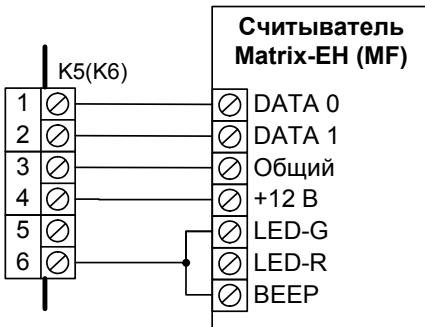 Считыватель
Matrix-EH (MF)
K5(K6)
1 DATA 0
2 DATA 1
3 Общий
4 +12 В
5 LED-G
6 LED-R
BEEP